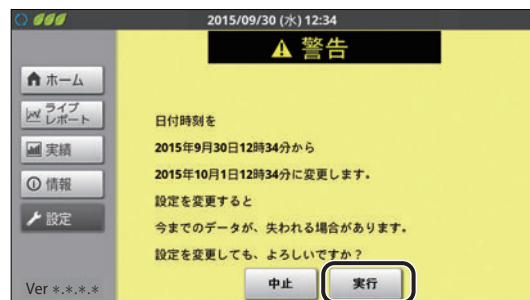 2015/09/30 (水) 12:34
警告
ホーム
ライブ
レポート
実績
情報
設定
日付時刻を
2015年9月30日12時34分から
2015年10月1日12時34分に変更します。
設定を変更すると
今までのデータが、失われる場合があります。
設定を変更しても、よろしいですか？
中止
実行
Ver *.*.*.*